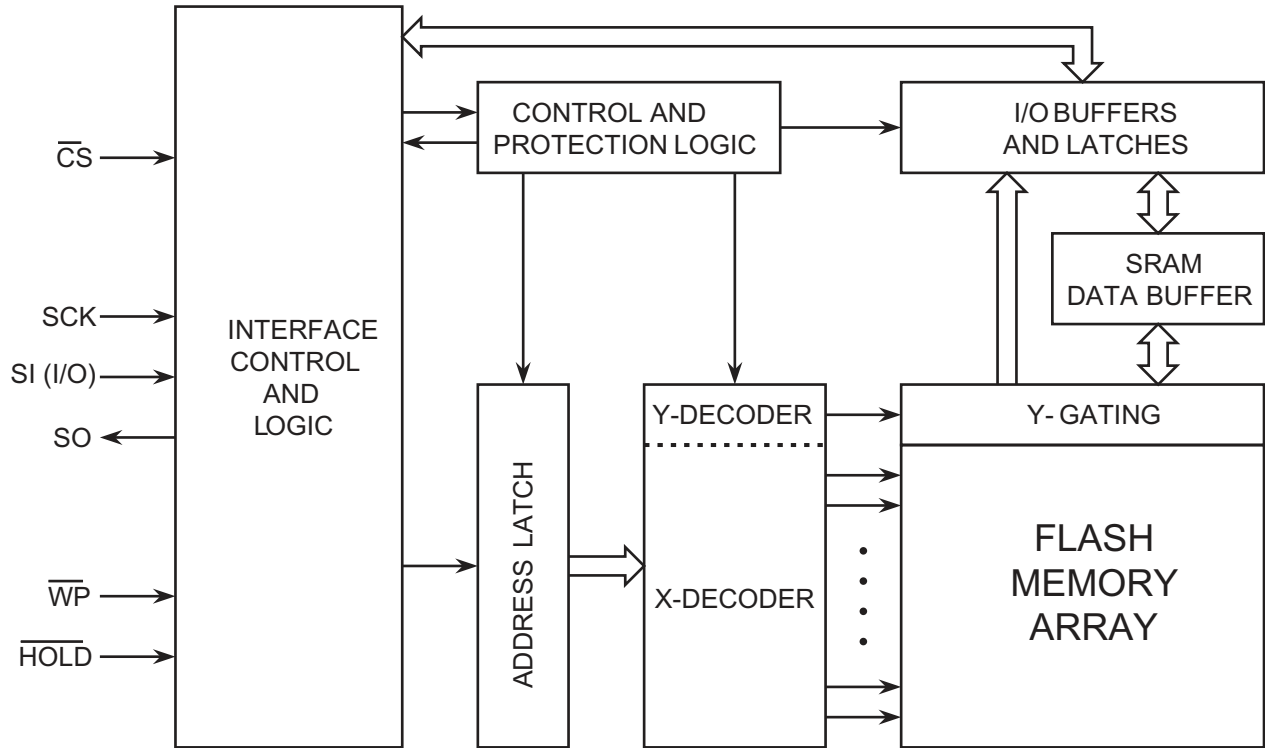 CS
SCK
SI (I/O)
SO
WP
HOLD
INTERFACE
CONTROL
AND
LOGIC
CONTROL AND
PROTECTION LOGIC
I/O BUFFERS
AND LATCHES
SRAM
DATA BUFFER
ADDRESS LATCH
Y-DECODER
X-DECODER
Y- GATING
FLASH
MEMORY
ARRAY